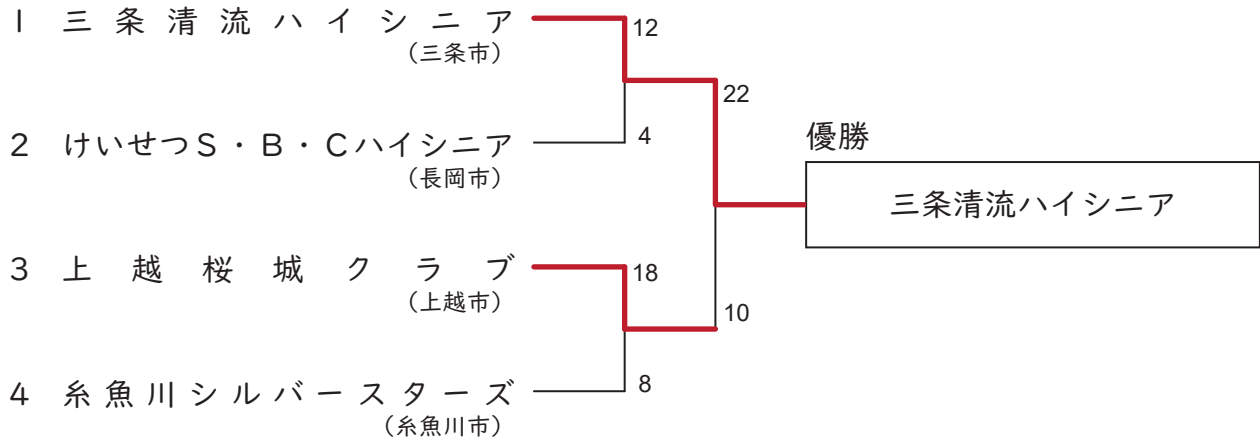 1 三条清流ハイシニア
（三条市）
12
22
2 けいせつS・B・Cハイシニア
（長岡市）
4
優勝
三条清流ハイシニア
3 上越桜城クラブ
（上越市）
18
10
4 糸魚川シルバースターズ
（糸魚川市）
8